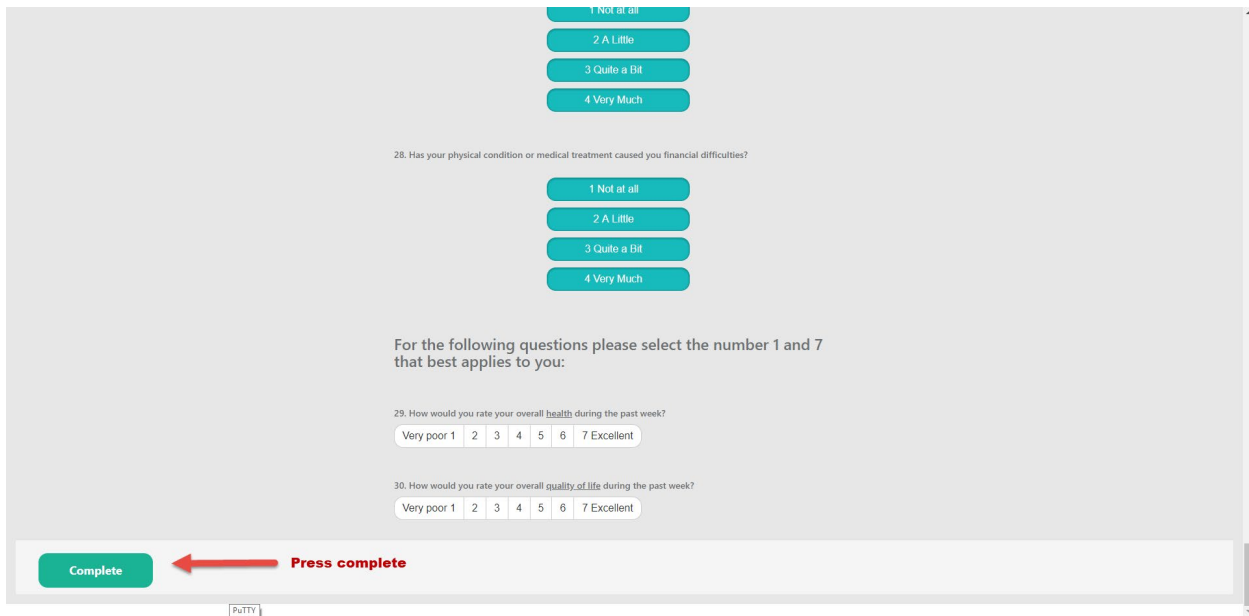 1 Not at all
2 A Little
3 Quite a Bit
4 Very Much
28. Has your physical condition or medical treatment caused you financial difficulties?
1 Not at all
2 A Little
3 Quite a Bit
4 Very Much
For the following questions please select the number 1 and 7
that best applies to you:
29. How would you rate your overall health during the past week?
Very poor 1 2 3 4 5 6 7 Excellent
30. How would you rate your overall quality of life during the past week?
Very poor 1 2 3 4 5 6 7 Excellent
Complete Press complete
PuTTY